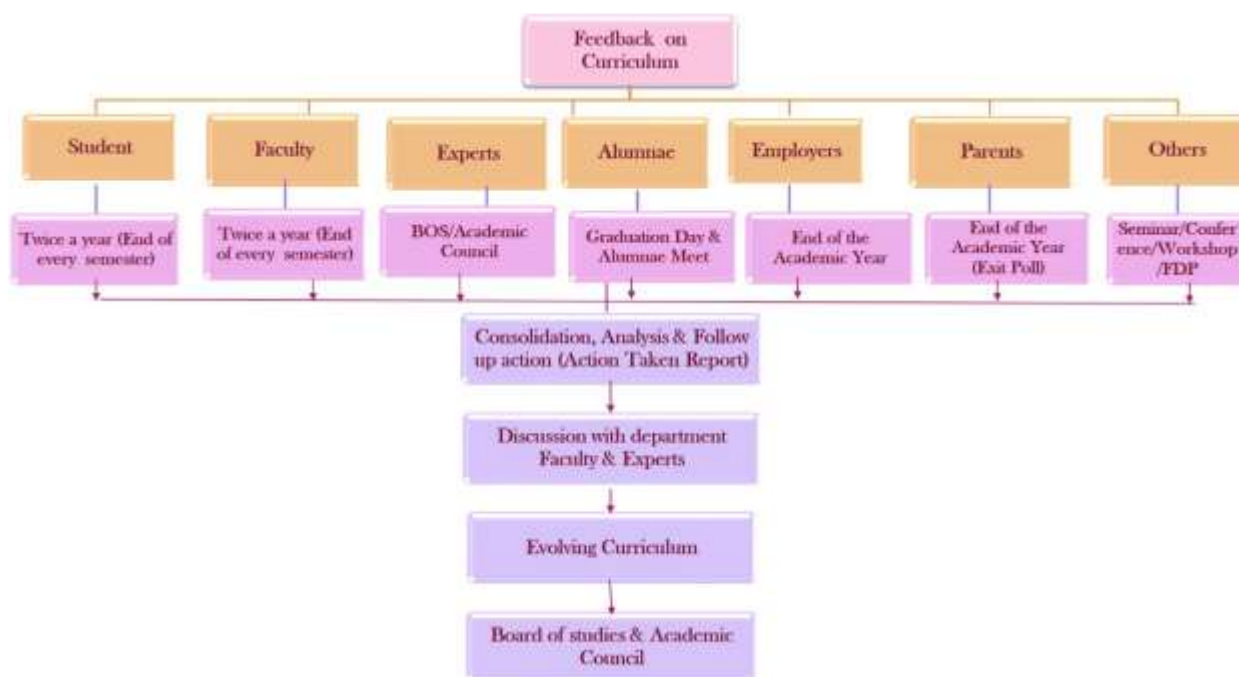 Feedback on
Curriculum
Student
Faculty
Experts
Alumnae
Employers
Parents
Others
Twice a year (End of
every semester)
Twice a year (End
of every semester)
BOS/Academic
Council
Graduation Day &
Alumnae Meet
End of the
Academic Year
End of the
Academic Year
(Exit Poll)
Seminar/Confer
ence/Workshop
/FDP
Consolidation, Analysis & Follow
up action (Action Taken Report)
Discussion with department
Faculty & Experts
Evolving Curriculum
Board of studies & Academic
Council